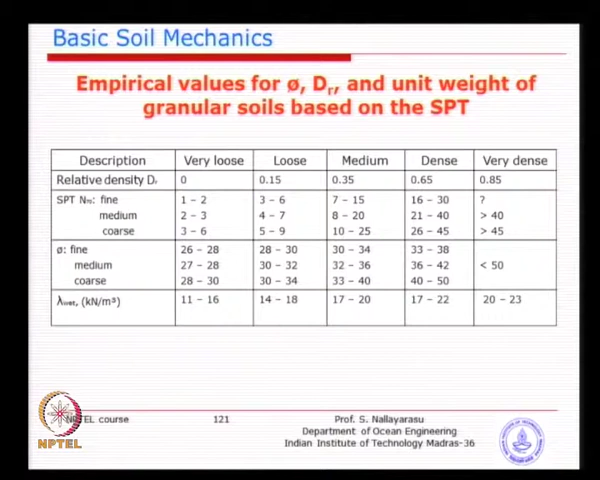 Basic Soil Mechanics
Empirical values for ø, Dr, and unit weight of
granular soils based on the SPT
Description Very loose Loose Medium Dense Very dense
Relative density Dr 0 0.15 0.35 0.65 0.85
SPT N₇₀: fine 1 – 2 3 – 6 7 – 15 16 – 30 ?
medium 2 – 3 4 – 7 8 – 20 21 – 40 > 40
coarse 3 – 6 5 – 9 10 – 25 26 – 45 > 45
ø: fine 26 – 28 28 – 30 30 – 34 33 – 38
medium 27 – 28 30 – 32 32 – 36 36 – 42 < 50
coarse 28 – 30 30 – 34 33 – 40 40 – 50
λwet, (kN/m³) 11 – 16 14 – 18 17 – 20 17 – 22 20 – 23
NPTEL course 121 Prof. S. Nallayarasu
Department of Ocean Engineering
Indian Institute of Technology Madras-36
NPTEL